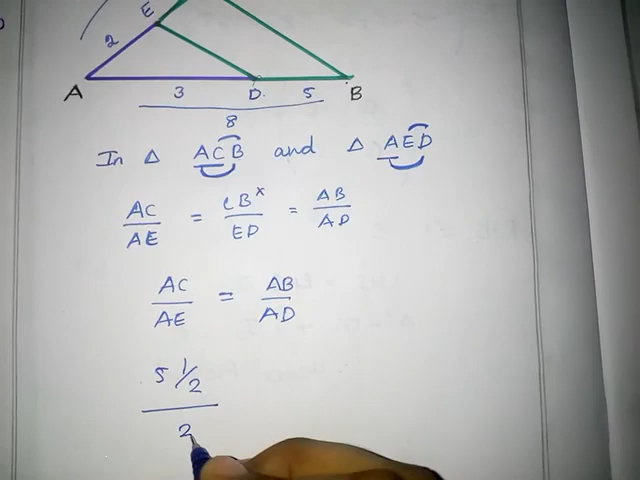 E
2
A 3 D 5 B
8
In △ ACB and △ AED
AC/AE = CBˣ/ED = AB/AD
AC/AE = AB/AD
5 1/2
2